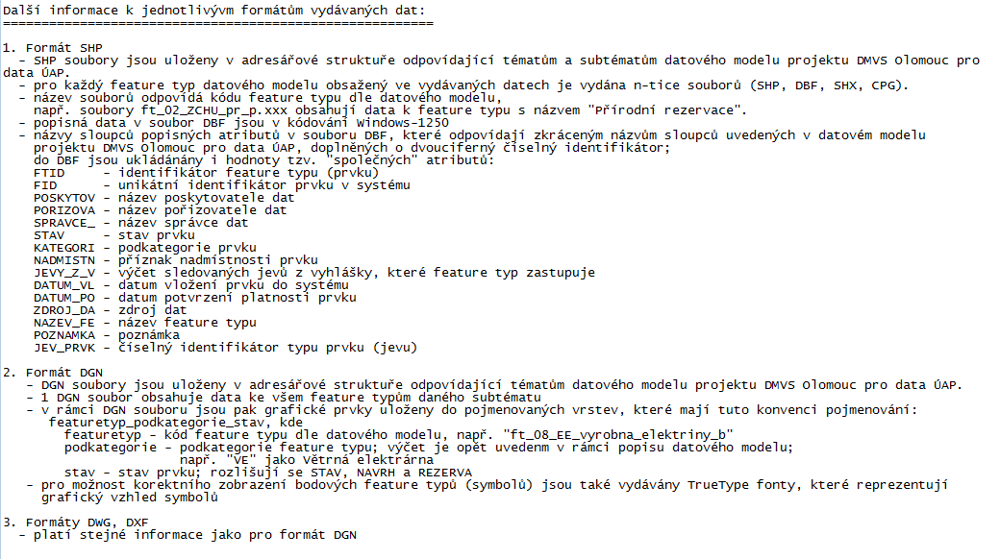 Další informace k jednotlivývm formátům vydávaných dat:
========================================================
1. Formát SHP
- SHP soubory jsou uloženy v adresářové struktuře odpovídající tématům a subtématům datového modelu projektu DMVS Olomouc pro
data ÚAP.
- pro každý feature typ datového modelu obsažený ve vydávaných datech je vydána n-tice souborů (SHP, DBF, SHX, CPG).
- název souborů odpovídá kódu feature typu dle datového modelu,
např. soubory ft_02_ZCHU_pr_p.xxx obsahují data k feature typu s názvem "Přírodní rezervace".
- popisná data v soubor DBF jsou v kódování Windows-1250
- názvy sloupců popisných atributů v souboru DBF, které odpovídají zkráceným názvům sloupců uvedených v datovém modelu
projektu DMVS Olomouc pro data ÚAP, doplněných o dvouciferný číselný identifikátor;
do DBF jsou ukládánány i hodnoty tzv. "společných" atributů:
FTID - identifikátor feature typu (prvku)
FID - unikátní identifikátor prvku v systému
POSKYTOV - název poskytovatele dat
PORIZOVA - název pořizovatele dat
SPRAVCE_ - název správce dat
STAV - stav prvku
KATEGORI - podkategorie prvku
NADMISTN - příznak nadmístnosti prvku
JEVY_Z_V - výčet sledovaných jevů z vyhlášky, které feature typ zastupuje
DATUM_VL - datum vložení prvku do systému
DATUM_PO - datum potvrzení platnosti prvku
ZDROJ_DA - zdroj dat
NAZEV_FE - název feature typu
POZNAMKA - poznámka
JEV_PRVK - číselný identifikátor typu prvku (jevu)
2. Formát DGN
- DGN soubory jsou uloženy v adresářové struktuře odpovídající tématům datového modelu projektu DMVS Olomouc pro data ÚAP.
- 1 DGN soubor obsahuje data ke všem feature typům daného subtématu
- v rámci DGN souboru jsou pak grafické prvky uloženy do pojmenovaných vrstev, které mají tuto konvenci pojmenování:
featuretyp_podkategorie_stav, kde
featuretyp - kód feature typu dle datového modelu, např. "ft_08_EE_vyrobna_elektriny_b"
podkategorie - podkategorie feature typu; výčet je opět uvedenm v rámci popisu datového modelu;
např. "VE" jako Větrná elektrárna
stav - stav prvku; rozlišují se STAV, NAVRH a REZERVA
- pro možnost korektního zobrazení bodových feature typů (symbolů) jsou také vydávány TrueType fonty, které reprezentují
grafický vzhled symbolů
3. Formáty DWG, DXF
- platí stejné informace jako pro formát DGN